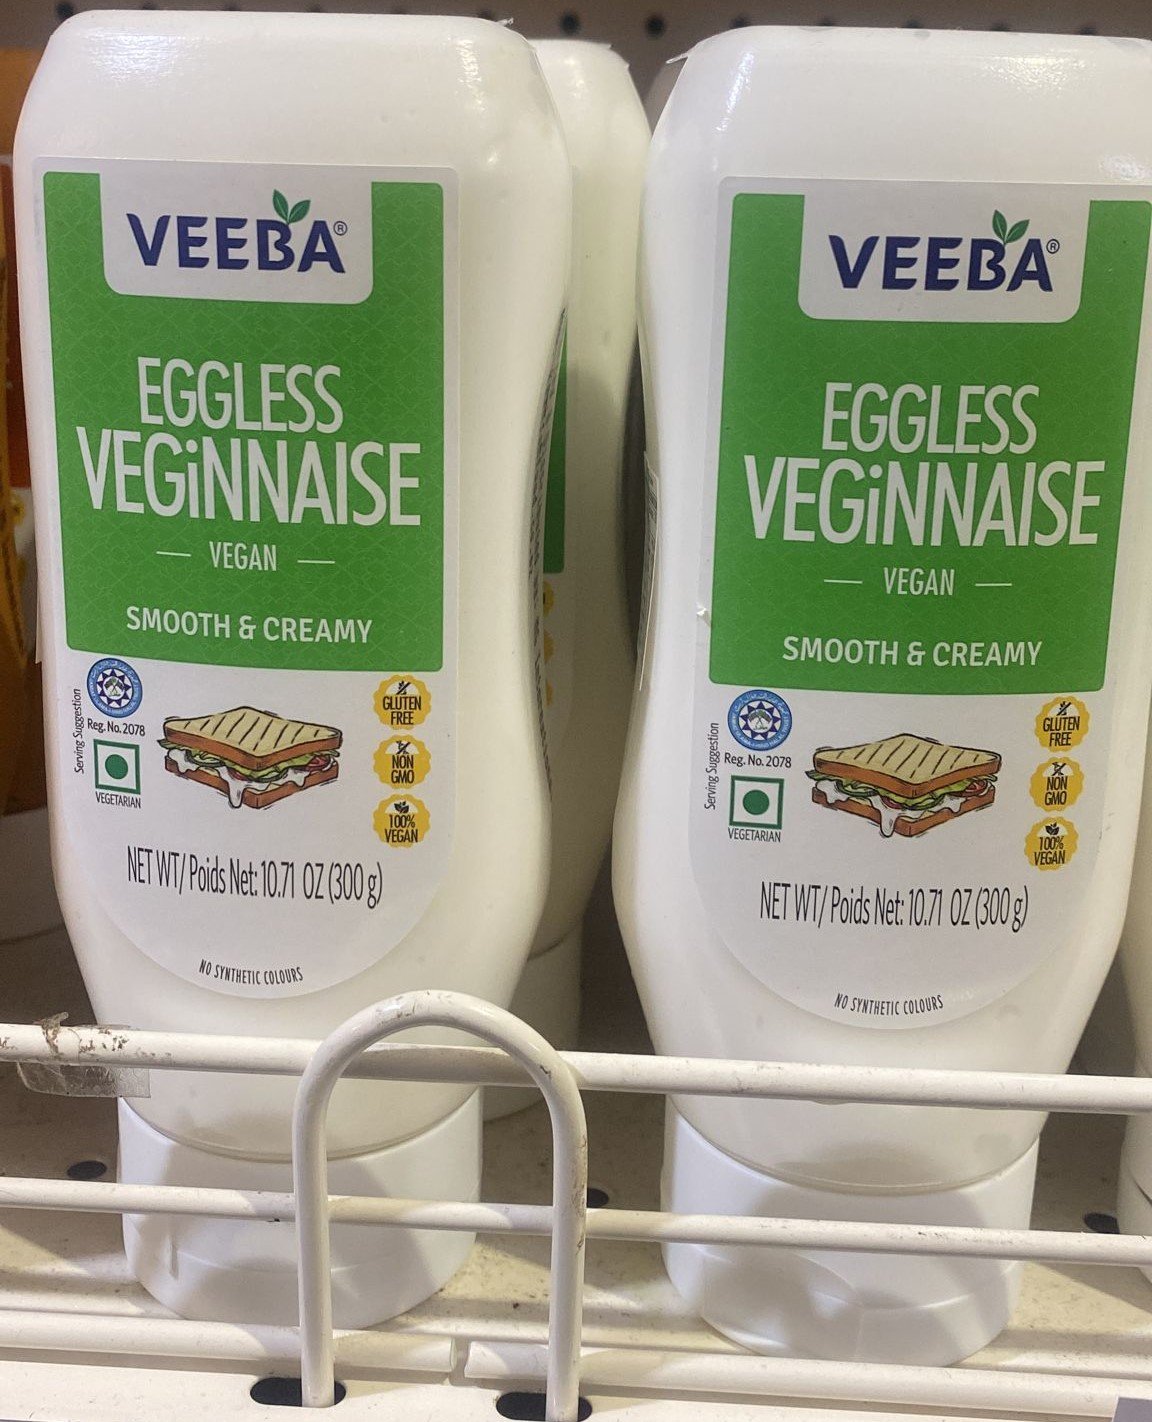 VEEBA®
EGGLESS
VEGiNNAISE
VEGAN
SMOOTH & CREAMY
Reg. No. 2078
Serving Suggestion
VEGETARIAN
GLUTEN
FREE
NON
GMO
100%
VEGAN
NET WT/ Poids Net: 10.71 OZ (300 g)
NO SYNTHETIC COLOURS
VEEBA®
EGGLESS
VEGiNNAISE
VEGAN
SMOOTH & CREAMY
Reg. No. 2078
Serving Suggestion
VEGETARIAN
GLUTEN
FREE
NON
GMO
100%
VEGAN
NET WT/ Poids Net: 10.71 OZ (300 g)
NO SYNTHETIC COLOURS